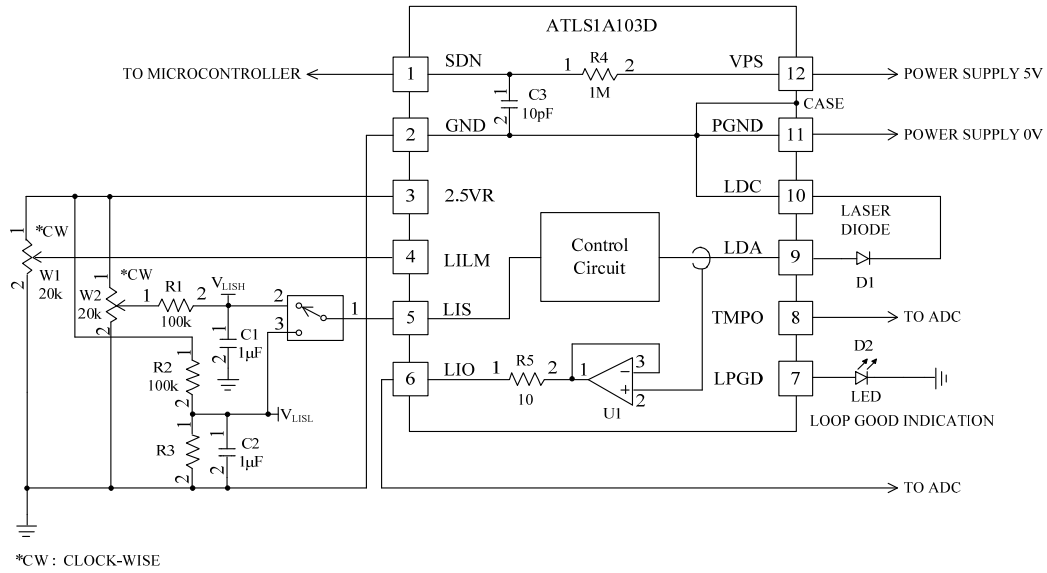 ATLS1A103D
TO MICROCONTROLLER
1
SDN
1
R4
2
1M
VPS
12
POWER SUPPLY 5V
1
C3
10pF
2
CASE
2
GND
PGND
11
POWER SUPPLY 0V
3
2.5VR
LDC
10
LASER
DIODE
1
*CW
W1
20k
2
4
LILM
Control
Circuit
LDA
9
D1
1
*CW
W2
20k
2
1
R1
2
100k
VLISH
2
3
1
5
LIS
TMPO
8
TO ADC
1
C1
1μF
2
1
R2
100k
2
6
LIO
1
R5
2
10
1
3
−
+
2
U1
LPGD
7
D2
LED
LOOP GOOD INDICATION
VLISL
1
R3
2
1
C2
1μF
2
TO ADC
*CW : CLOCK-WISE